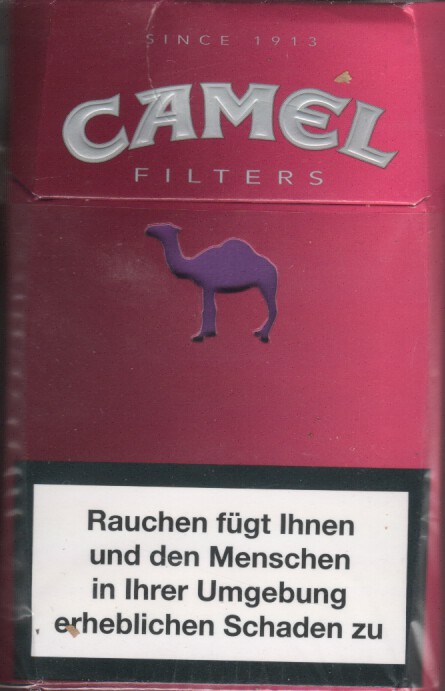 SINCE 1913
CAMEL
FILTERS
Rauchen fügt Ihnen
und den Menschen
in Ihrer Umgebung
erheblichen Schaden zu